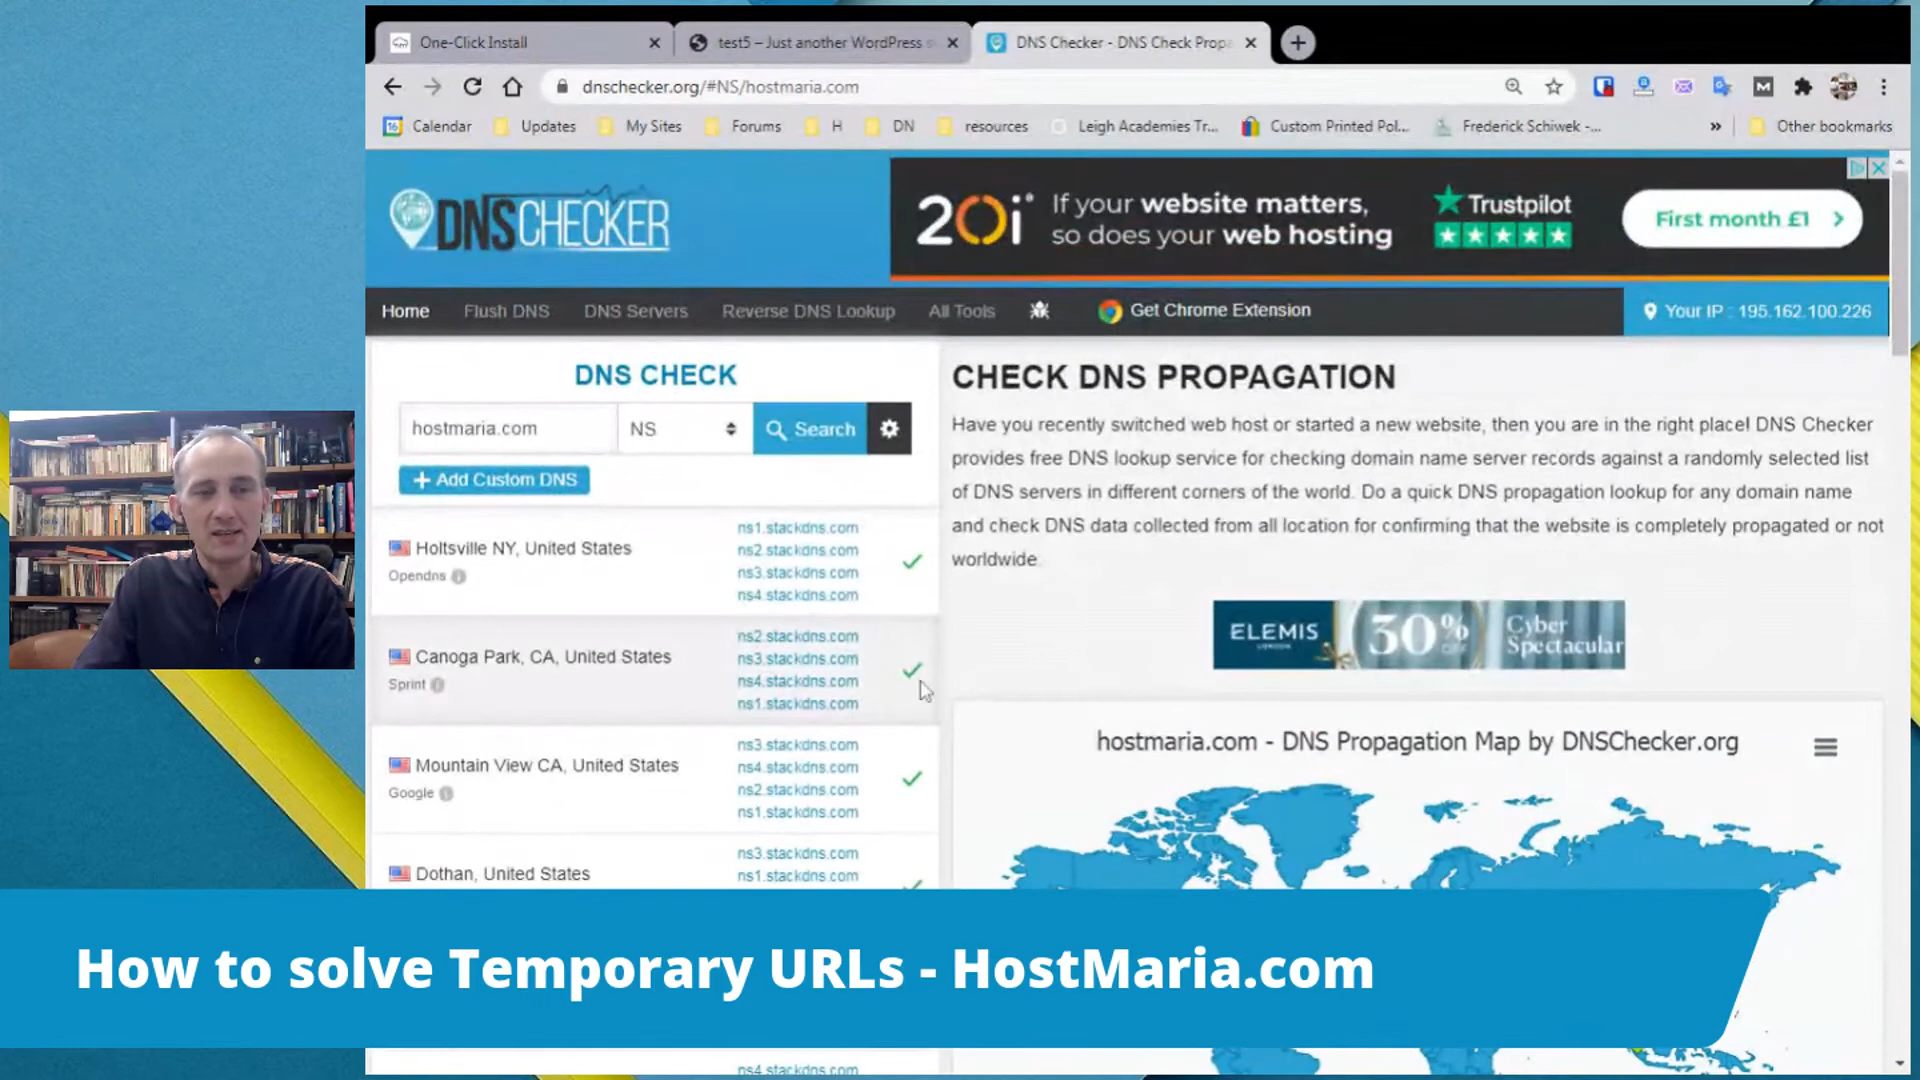 One-Click Install
test5 – Just another WordPress s
DNS Checker - DNS Check Propa
dnschecker.org/#NS/hostmaria.com
Calendar
Updates
My Sites
Forums
H
DN
resources
Leigh Academies Tr...
Custom Printed Pol...
Frederick Schiwek -...
Other bookmarks
DNSCHECKER
20i
If your website matters,
so does your web hosting
Trustpilot
First month £1
Home
Flush DNS
DNS Servers
Reverse DNS Lookup
All Tools
Get Chrome Extension
Your IP : 195.162.100.226
DNS CHECK
hostmaria.com
NS
Search
+ Add Custom DNS
Holtsville NY, United States
Opendns
ns1.stackdns.com
ns2.stackdns.com
ns3.stackdns.com
ns4.stackdns.com
Canoga Park, CA, United States
Sprint
ns2.stackdns.com
ns3.stackdns.com
ns4.stackdns.com
ns1.stackdns.com
Mountain View CA, United States
Google
ns3.stackdns.com
ns4.stackdns.com
ns2.stackdns.com
ns1.stackdns.com
Dothan, United States
ns3.stackdns.com
ns1.stackdns.com
ns4.stackdns.com
CHECK DNS PROPAGATION
Have you recently switched web host or started a new website, then you are in the right place! DNS Checker
provides free DNS lookup service for checking domain name server records against a randomly selected list
of DNS servers in different corners of the world. Do a quick DNS propagation lookup for any domain name
and check DNS data collected from all location for confirming that the website is completely propagated or not
worldwide.
ELEMIS
LONDON
30%
Cyber
Spectacular
hostmaria.com - DNS Propagation Map by DNSChecker.org
How to solve Temporary URLs - HostMaria.com